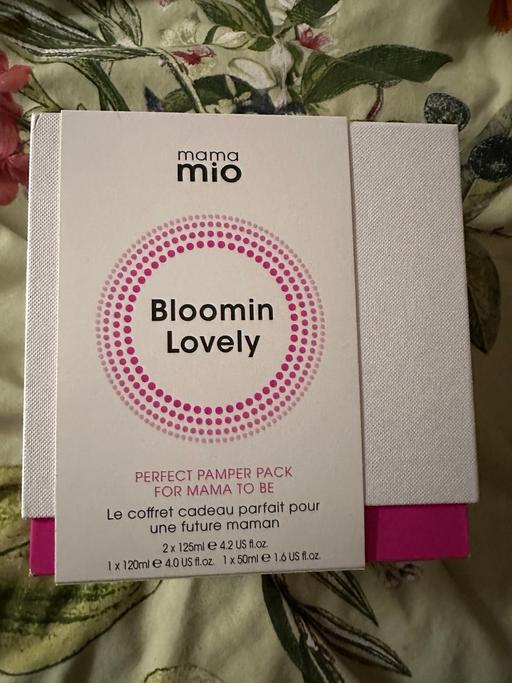 mama
mio
Bloomin
Lovely
PERFECT PAMPER PACK
FOR MAMA TO BE
Le coffret cadeau parfait pour
une future maman
2 x 125ml ℮ 4.2 US fl.oz.
1 x 120ml ℮ 4.0 US fl.oz. 1 x 50ml ℮ 1.6 US fl.oz.